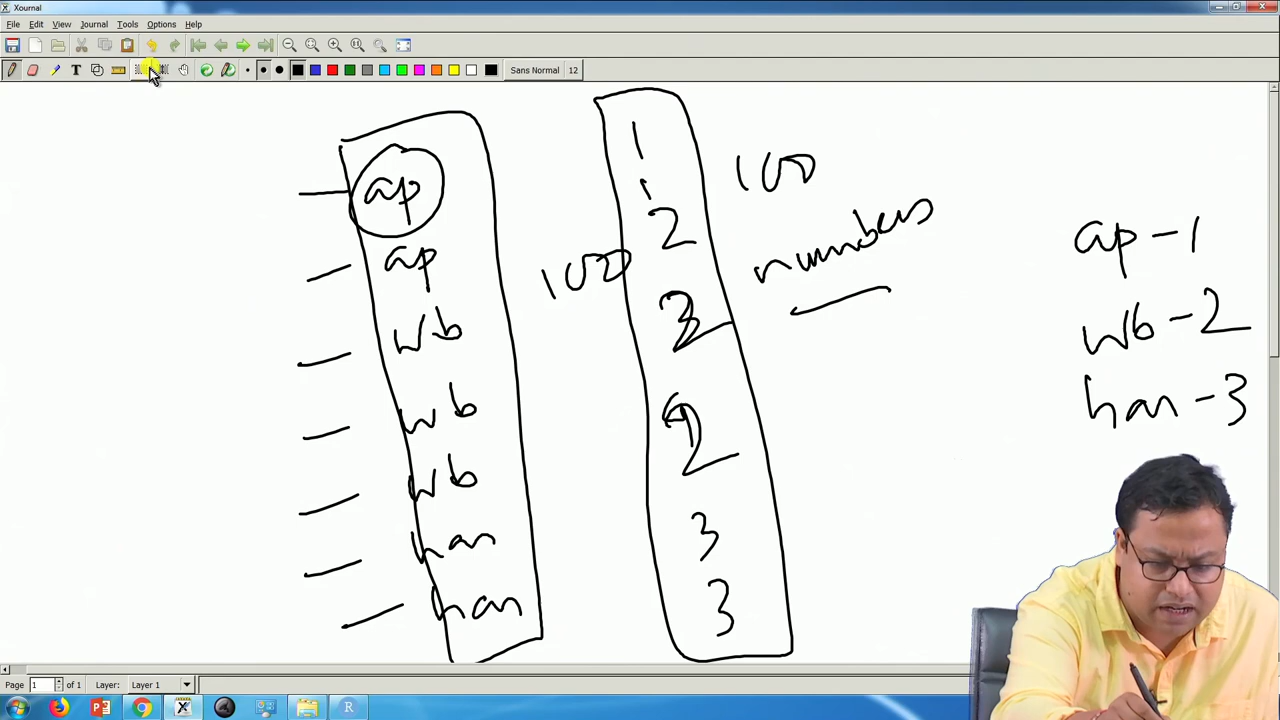 Xournal
File Edit View Journal Tools Options Help
Sans Normal 12
ap
ap
wb
wb
wb
han
han
100
1
1
2
2
2
3
3
100
numbers
ap - 1
wb - 2
han - 3
Page 1 of 1 Layer: Layer 1